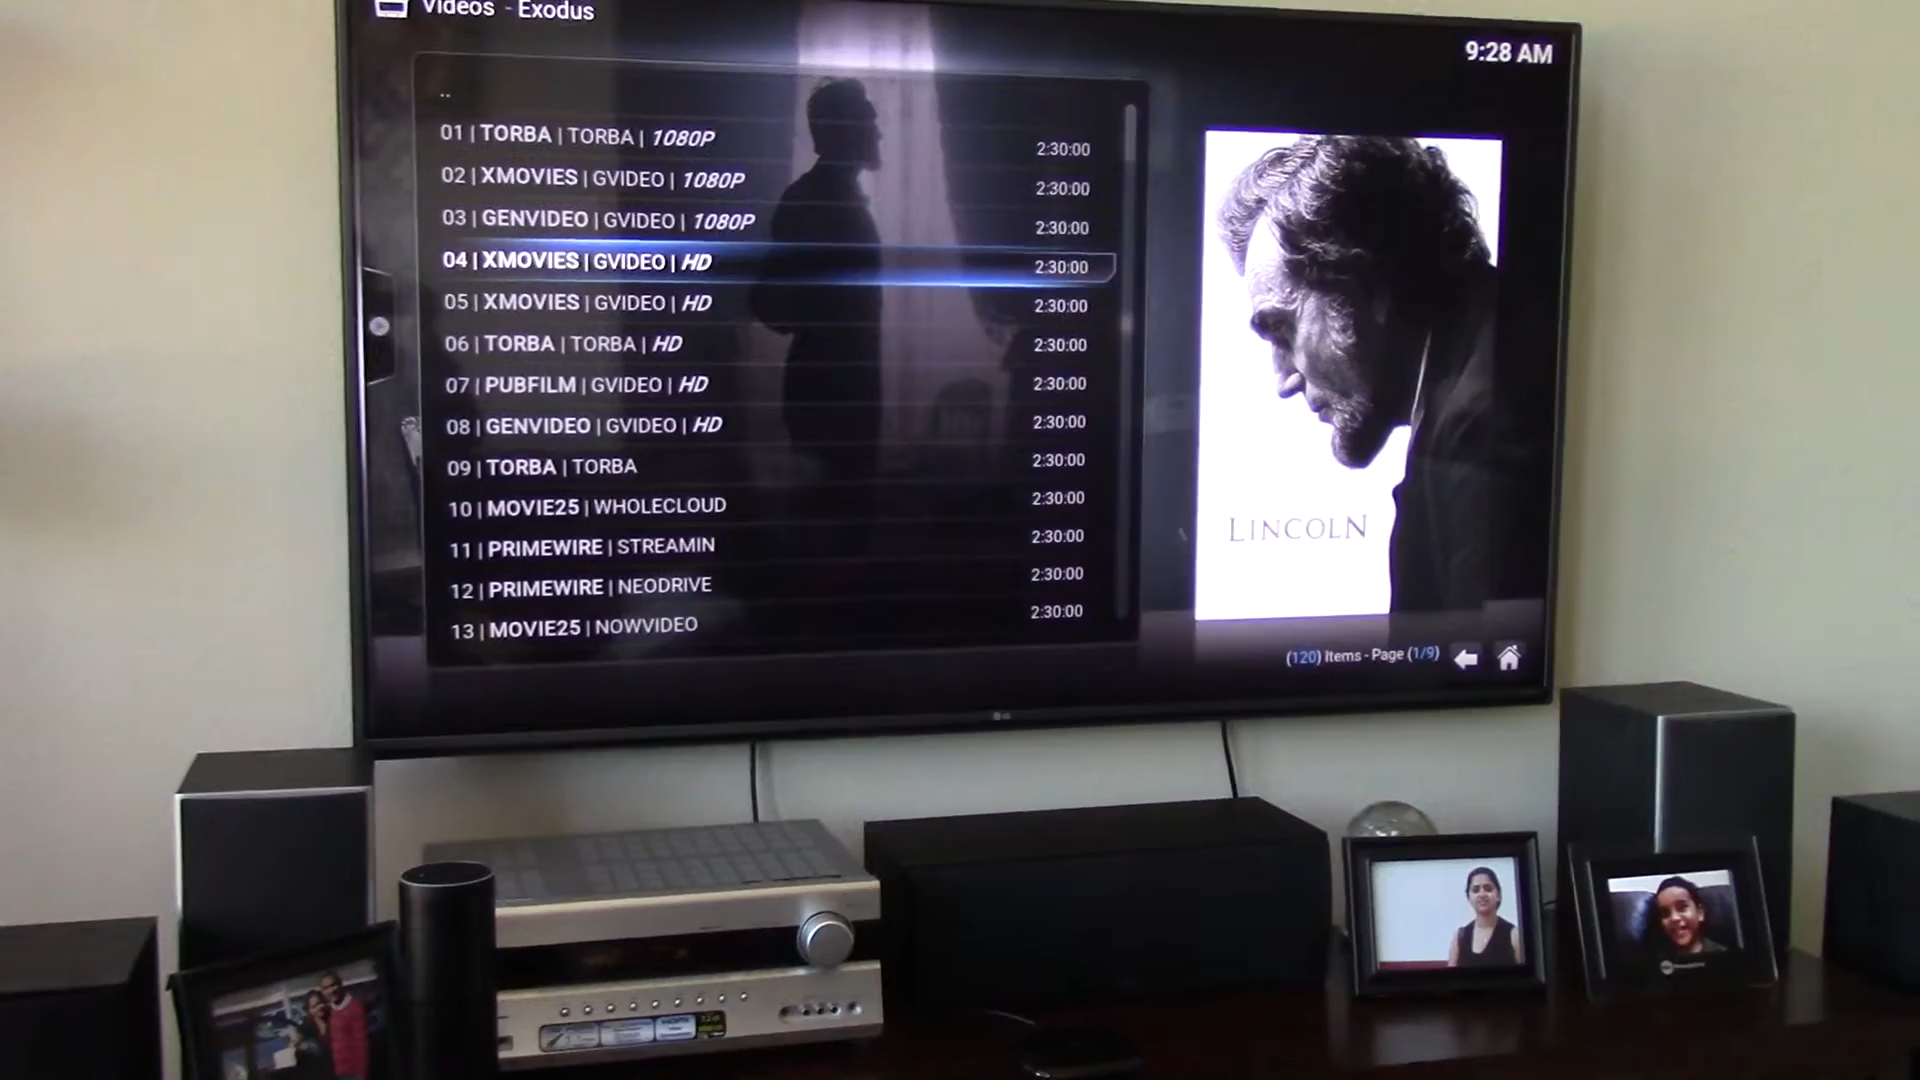 Videos - Exodus
9:28 AM
..
01 | TORBA | TORBA | 1080P 2:30:00
02 | XMOVIES | GVIDEO | 1080P 2:30:00
03 | GENVIDEO | GVIDEO | 1080P 2:30:00
04 | XMOVIES | GVIDEO | HD 2:30:00
05 | XMOVIES | GVIDEO | HD 2:30:00
06 | TORBA | TORBA | HD 2:30:00
07 | PUBFILM | GVIDEO | HD 2:30:00
08 | GENVIDEO | GVIDEO | HD 2:30:00
09 | TORBA | TORBA 2:30:00
10 | MOVIE25 | WHOLECLOUD 2:30:00
11 | PRIMEWIRE | STREAMIN 2:30:00
12 | PRIMEWIRE | NEODRIVE 2:30:00
13 | MOVIE25 | NOWVIDEO 2:30:00
LINCOLN
(120) Items - Page (1/9)
LG